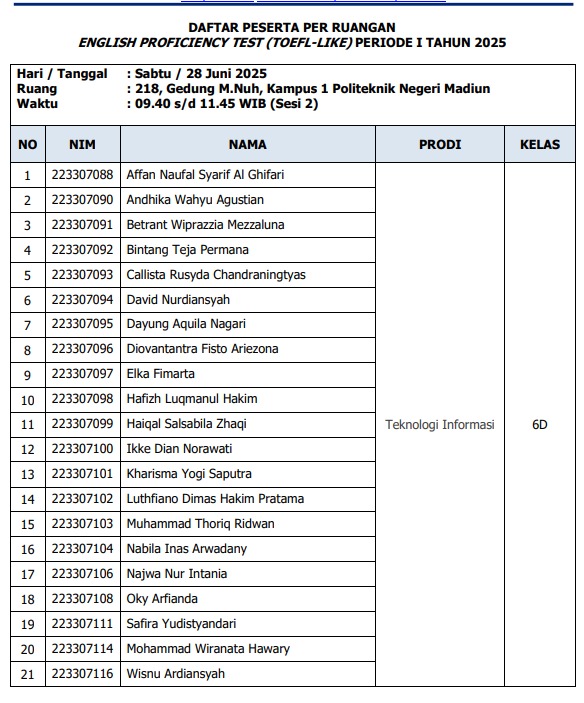 DAFTAR PESERTA PER RUANGAN
ENGLISH PROFICIENCY TEST (TOEFL-LIKE) PERIODE I TAHUN 2025
Hari / Tanggal : Sabtu / 28 Juni 2025
Ruang : 218, Gedung M.Nuh, Kampus 1 Politeknik Negeri Madiun
Waktu : 09.40 s/d 11.45 WIB (Sesi 2)
NO NIM NAMA PRODI KELAS
1 223307088 Affan Naufal Syarif Al Ghifari
2 223307090 Andhika Wahyu Agustian
3 223307091 Betrant Wiprazzia Mezzaluna
4 223307092 Bintang Teja Permana
5 223307093 Callista Rusyda Chandraningtyas
6 223307094 David Nurdiansyah
7 223307095 Dayung Aquila Nagari
8 223307096 Diovantantra Fisto Ariezona
9 223307097 Elka Fimarta
10 223307098 Hafizh Luqmanul Hakim
11 223307099 Haiqal Salsabila Zhaqi Teknologi Informasi 6D
12 223307100 Ikke Dian Norawati
13 223307101 Kharisma Yogi Saputra
14 223307102 Luthfiano Dimas Hakim Pratama
15 223307103 Muhammad Thoriq Ridwan
16 223307104 Nabila Inas Arwadany
17 223307106 Najwa Nur Intania
18 223307108 Oky Arfianda
19 223307111 Safira Yudistyandari
20 223307114 Mohammad Wiranata Hawary
21 223307116 Wisnu Ardiansyah